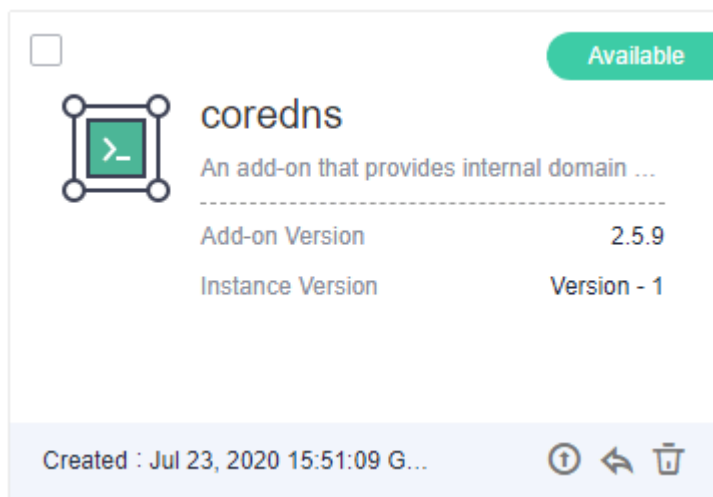 Available
coredns
An add-on that provides internal domain ...
Add-on Version 2.5.9
Instance Version Version - 1
Created : Jul 23, 2020 15:51:09 G...